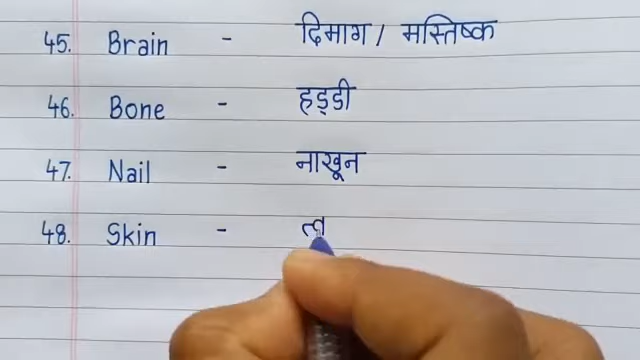 45. Brain - दिमाग / मस्तिष्क
46. Bone - हड्डी
47. Nail - नाखून
48. Skin - त्व